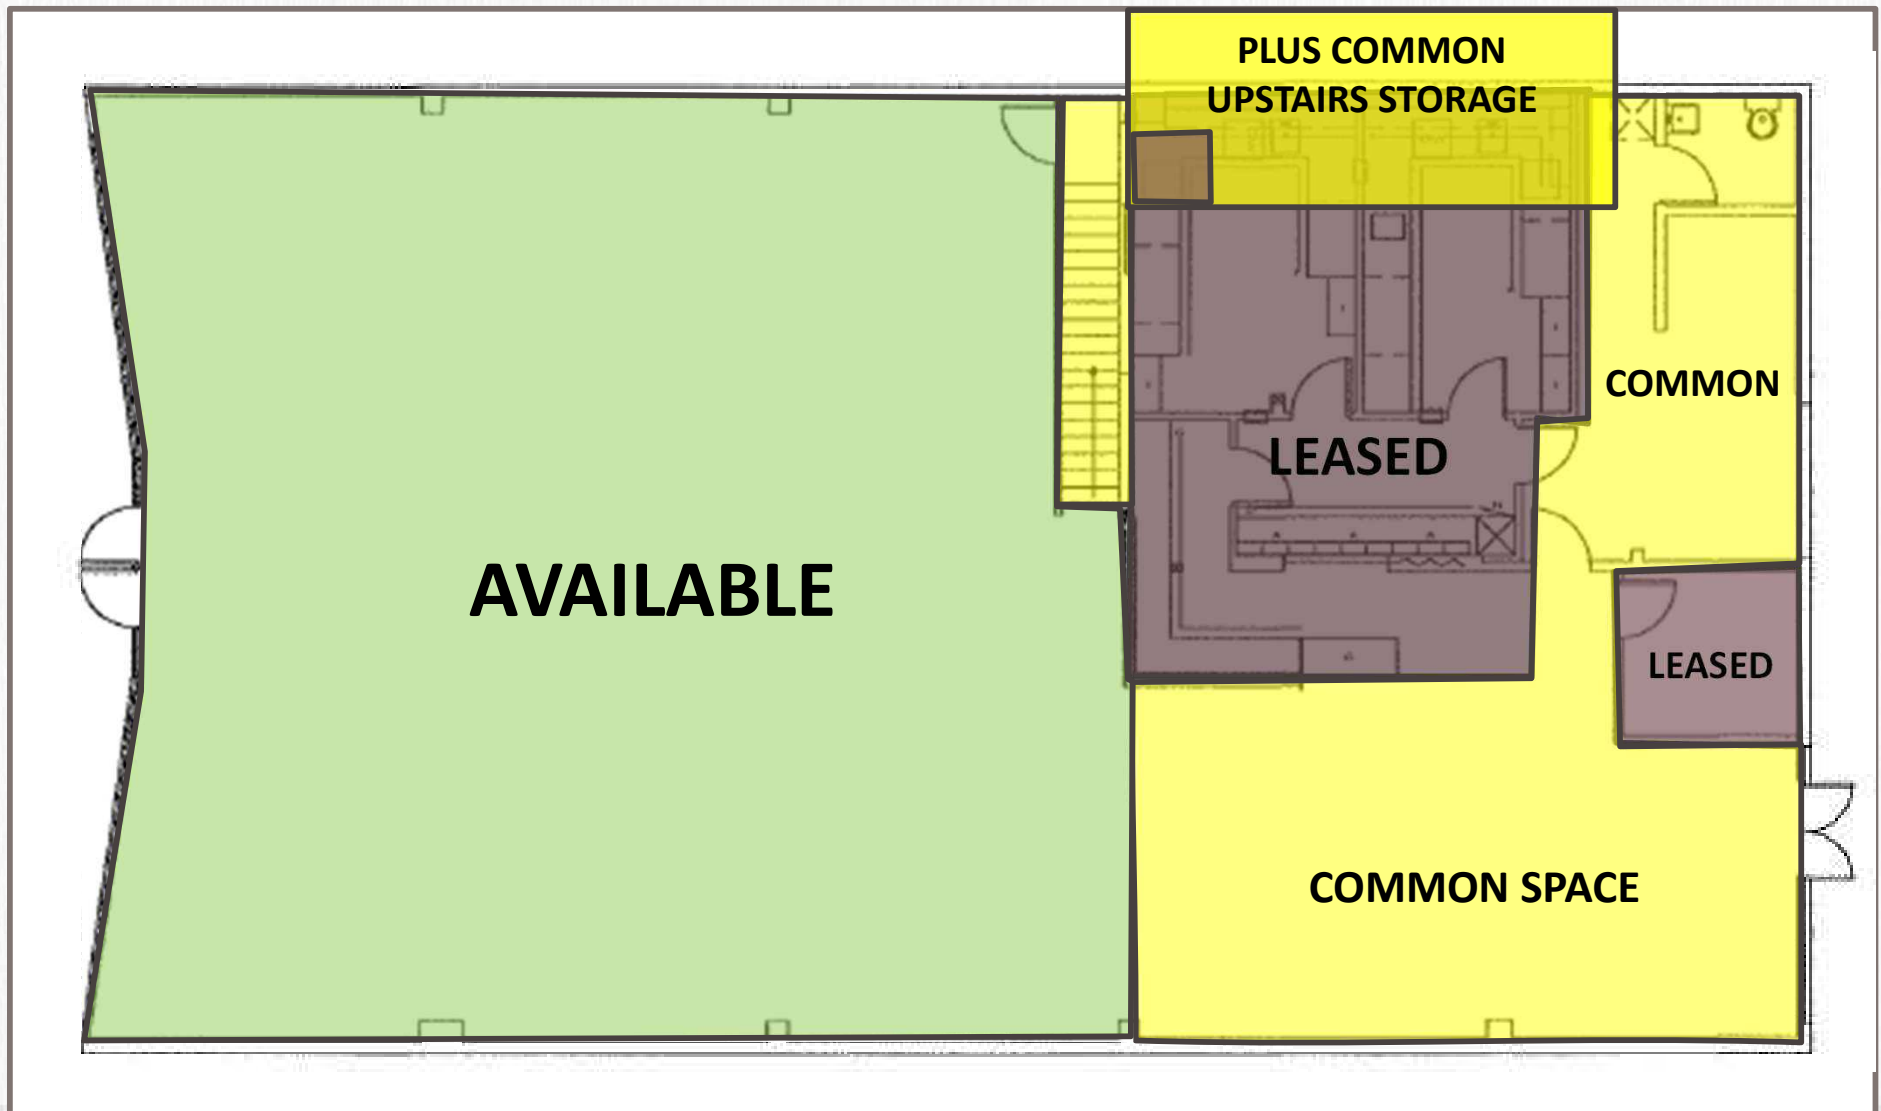 PLUS COMMON
UPSTAIRS STORAGE
COMMON
LEASED
AVAILABLE
LEASED
COMMON SPACE